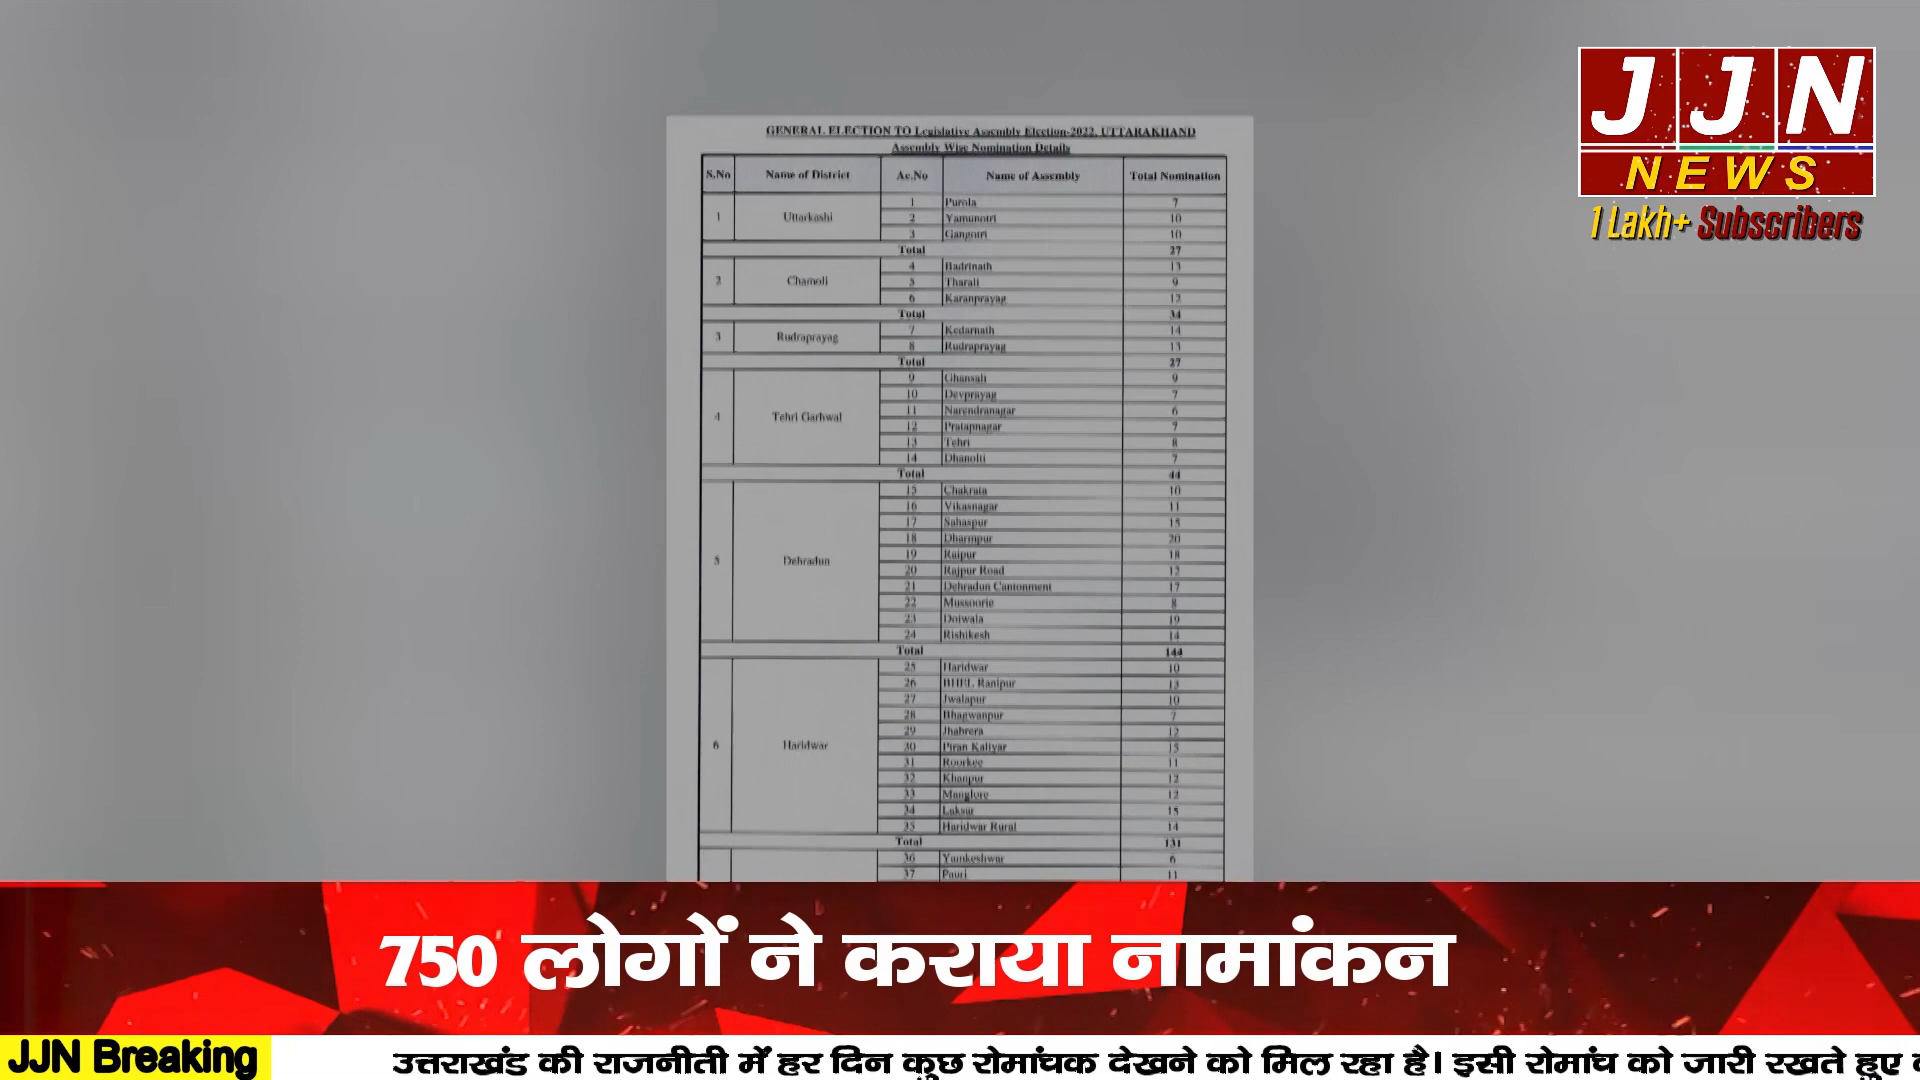 GENERAL ELECTION TO Legislative Assembly Election-2022, UTTARAKHAND
Assembly Wise Nomination Details
S.No Name of District Ac.No Name of Assembly Total Nomination
1 Uttarkashi
1 Purola 7
2 Yamunotri 10
3 Gangotri 10
Total 27
2 Chamoli
4 Badrinath 13
5 Tharali 9
6 Karanprayag 12
Total 34
3 Rudraprayag
7 Kedarnath 14
8 Rudraprayag 13
Total 27
4 Tehri Garhwal
9 Ghansali 9
10 Devprayag 7
11 Narendranagar 6
12 Pratapnagar 7
13 Tehri 8
14 Dhanolti 7
Total 44
5 Dehradun
15 Chakrata 10
16 Vikasnagar 11
17 Sahaspur 15
18 Dharmpur 20
19 Raipur 18
20 Rajpur Road 12
21 Dehradun Cantonment 17
22 Mussoorie 8
23 Doiwala 19
24 Rishikesh 14
Total 144
6 Haridwar
25 Haridwar 10
26 BHEL Ranipur 13
27 Jwalapur 10
28 Bhagwanpur 7
29 Jhabrera 12
30 Piran Kaliyar 15
31 Roorkee 11
32 Khanpur 12
33 Manglore 12
34 Laksar 15
35 Haridwar Rural 14
Total 131
36 Yamkeshwar 6
37 Pauri 11
JJN
NEWS
1 Lakh+ Subscribers
750 लोगों ने कराया नामांकन
JJN Breaking
उत्तराखंड की राजनीती में हर दिन कुछ रोमांचक देखने को मिल रहा है। इसी रोमांच को जारी रखते हुए